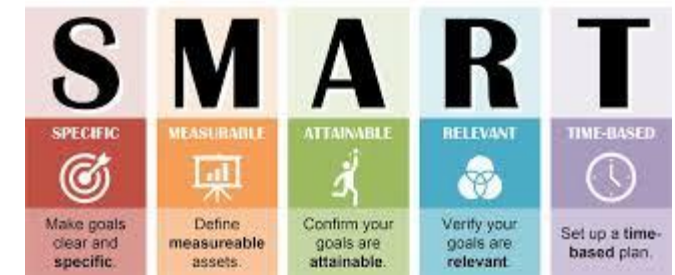 S M A R T
SPECIFIC MEASURABLE ATTAINABLE RELEVANT TIME-BASED
Make goals
clear and
specific.
Define
measureable
assets.
Confirm your
goals are
attainable.
Verify your
goals are
relevant.
Set up a time-
based plan.